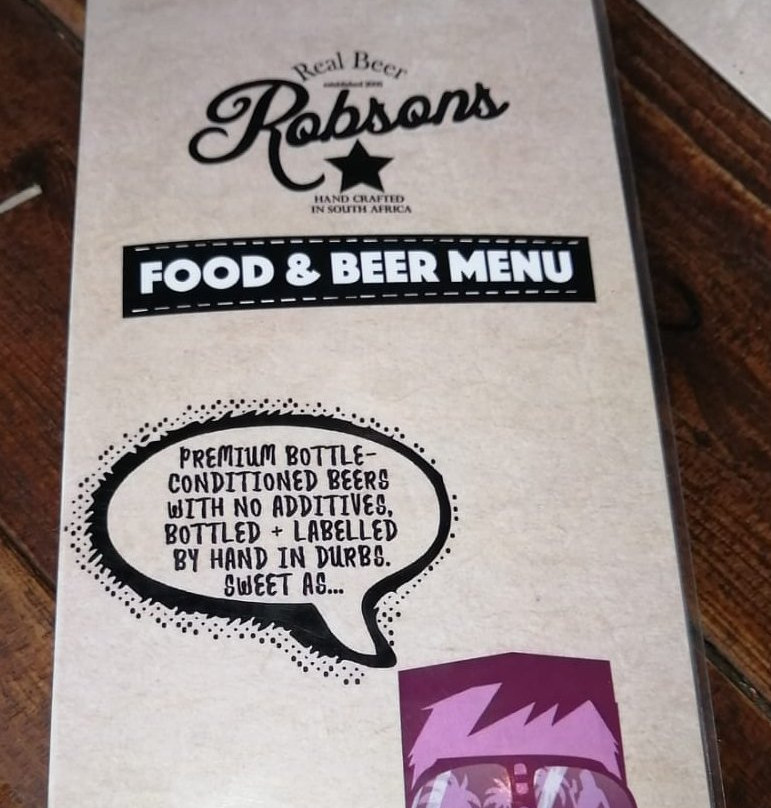 Real Beer
established
Robsons
HAND CRAFTED
IN SOUTH AFRICA
FOOD & BEER MENU
PREMIUM BOTTLE-
CONDITIONED BEERS
WITH NO ADDITIVES,
BOTTLED + LABELLED
BY HAND IN DURBS.
SWEET AS...